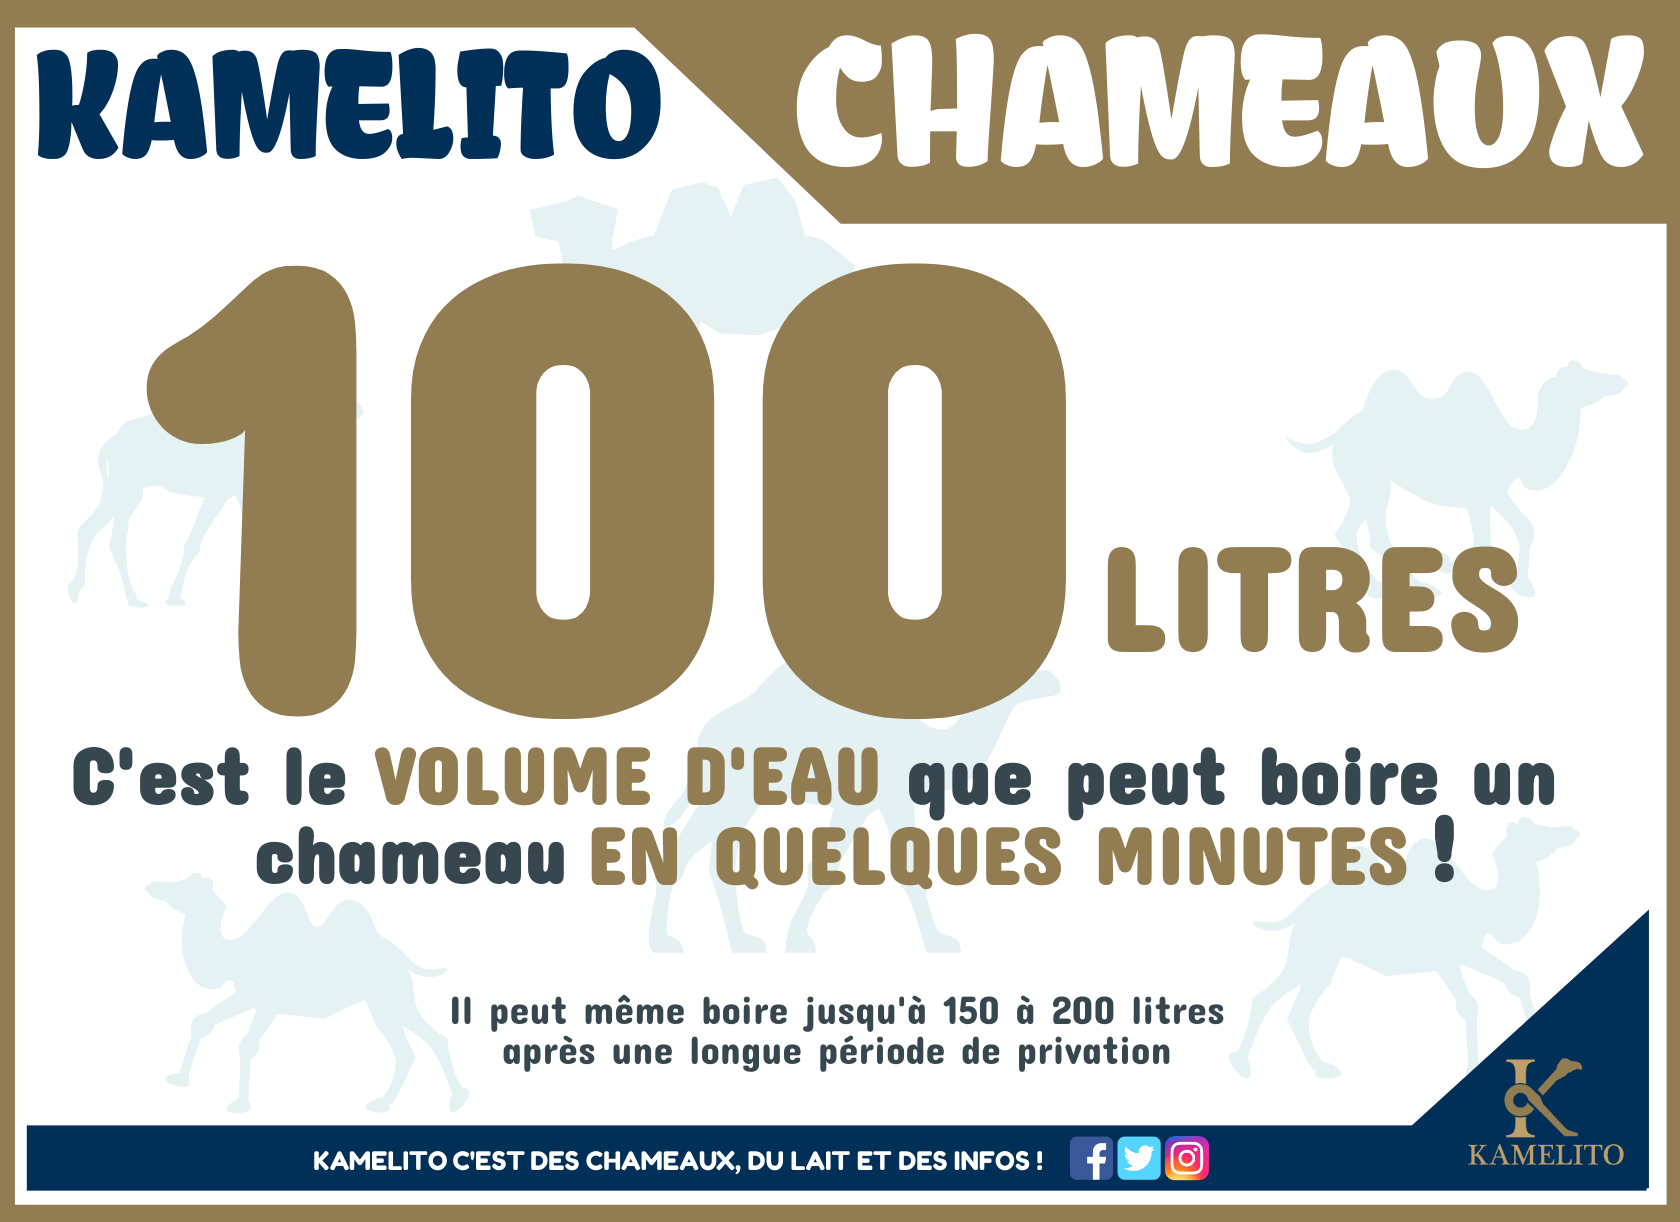 KAMELITO
CHAMEAUX
100
LITRES
C'est le VOLUME D'EAU que peut boire un
chameau EN QUELQUES MINUTES !
Il peut même boire jusqu'à 150 à 200 litres
après une longue période de privation
KAMELITO C'EST DES CHAMEAUX, DU LAIT ET DES INFOS !
K
KAMELITO